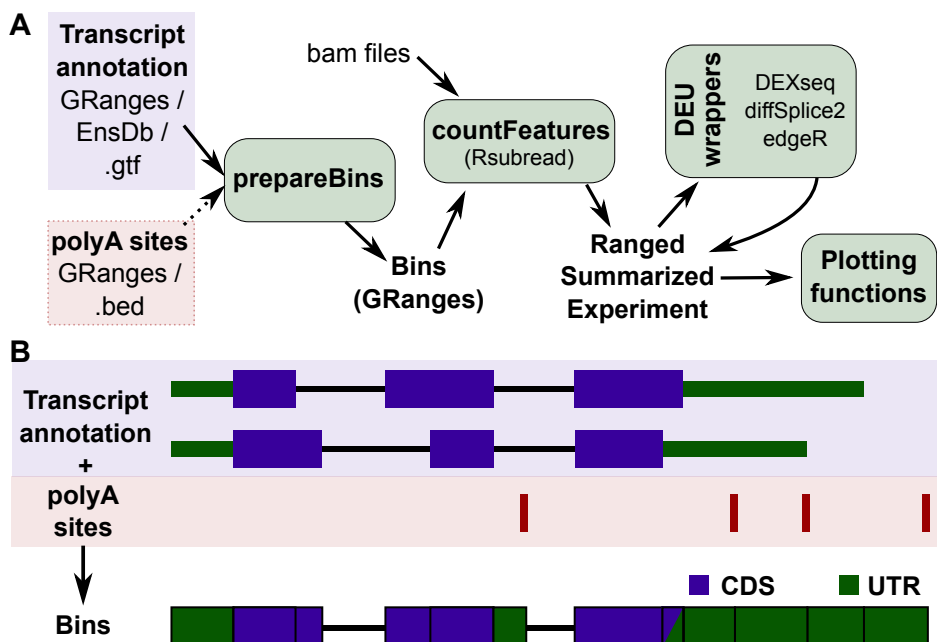 A
Transcript
annotation
GRanges /
EnsDb /
.gtf
polyA sites
GRanges /
.bed
prepareBins
Bins
(GRanges)
bam files
countFeatures
(Rsubread)
Ranged
Summarized
Experiment
DEU
wrappers
DEXseq
diffSplice2
edgeR
Plotting
functions
B
Transcript
annotation
+
polyA
sites
Bins
CDS
UTR